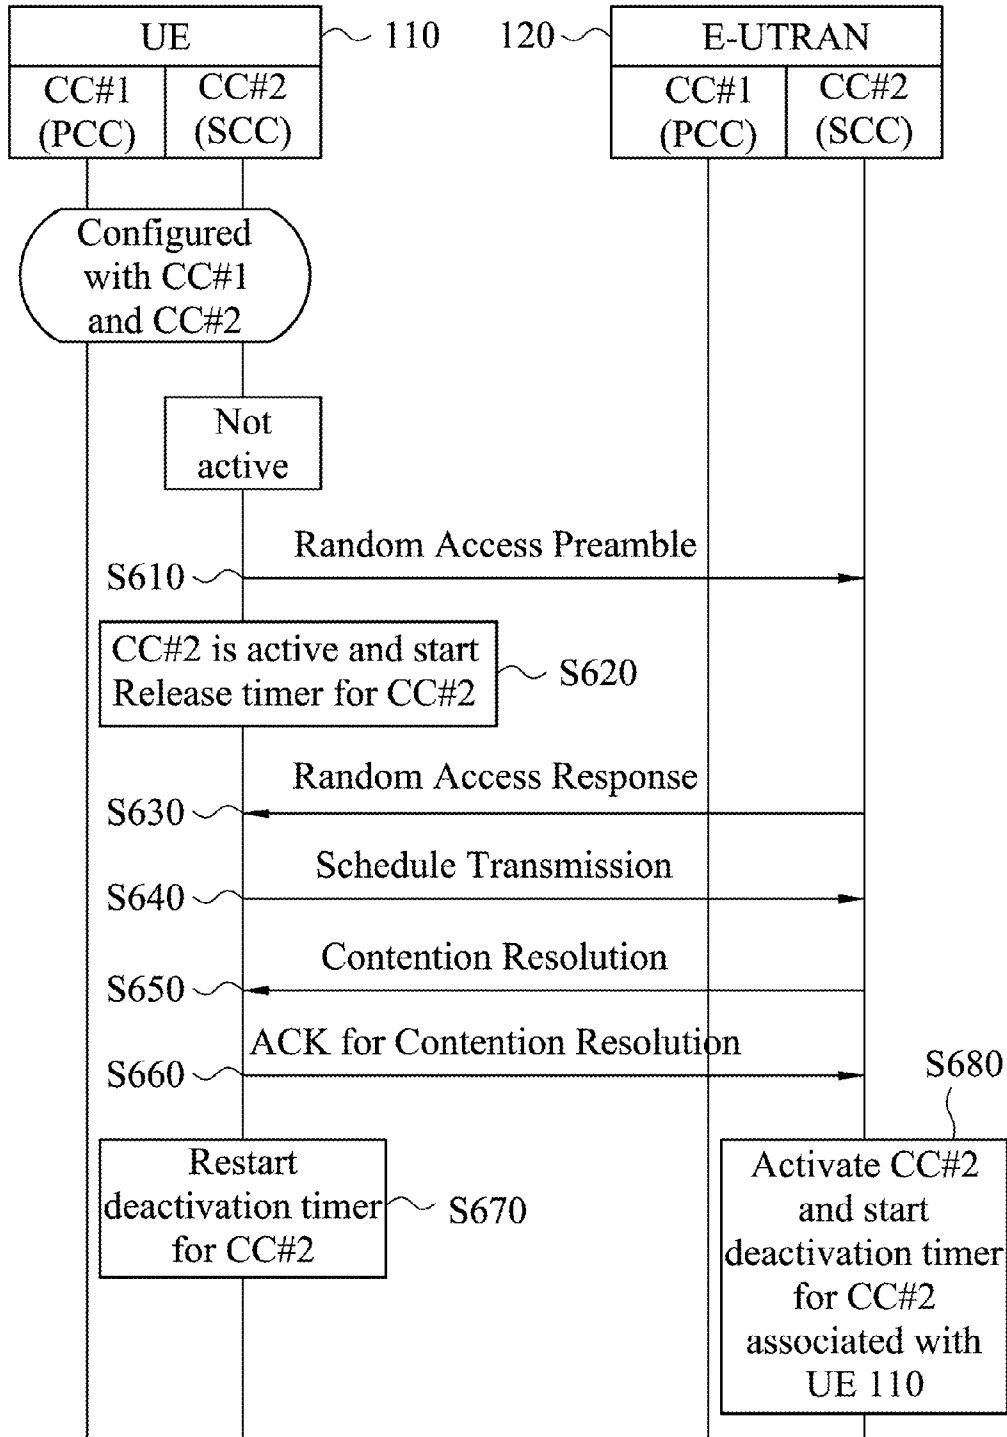 UE
110
120
E-UTRAN
CC#1
(PCC)
CC#2
(SCC)
CC#1
(PCC)
CC#2
(SCC)
Configured
with CC#1
and CC#2
Not
active
Random Access Preamble
S610
CC#2 is active and start
Release timer for CC#2
S620
Random Access Response
S630
Schedule Transmission
S640
Contention Resolution
S650
ACK for Contention Resolution
S660
S680
Restart
deactivation timer
for CC#2
S670
Activate CC#2
and start
deactivation timer
for CC#2
associated with
UE 110